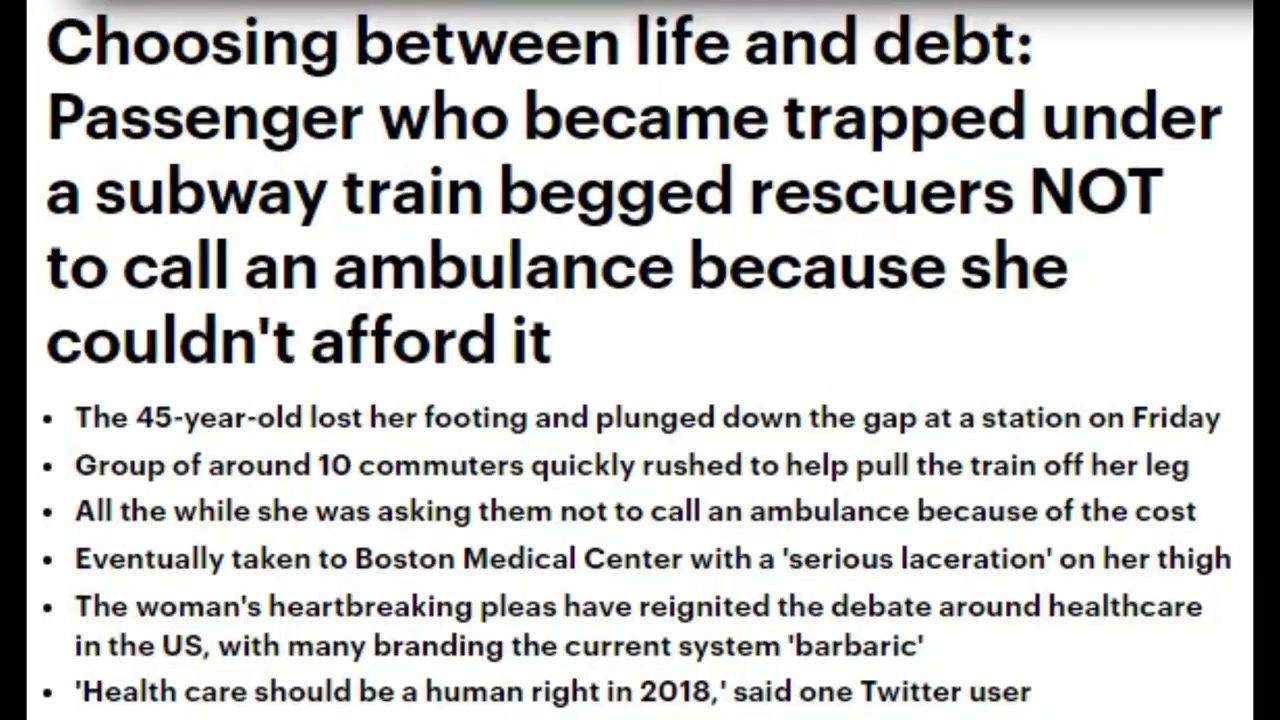 Choosing between life and debt:
Passenger who became trapped under
a subway train begged rescuers NOT
to call an ambulance because she
couldn't afford it
• The 45-year-old lost her footing and plunged down the gap at a station on Friday
• Group of around 10 commuters quickly rushed to help pull the train off her leg
• All the while she was asking them not to call an ambulance because of the cost
• Eventually taken to Boston Medical Center with a 'serious laceration' on her thigh
• The woman's heartbreaking pleas have reignited the debate around healthcare
in the US, with many branding the current system 'barbaric'
• 'Health care should be a human right in 2018,' said one Twitter user